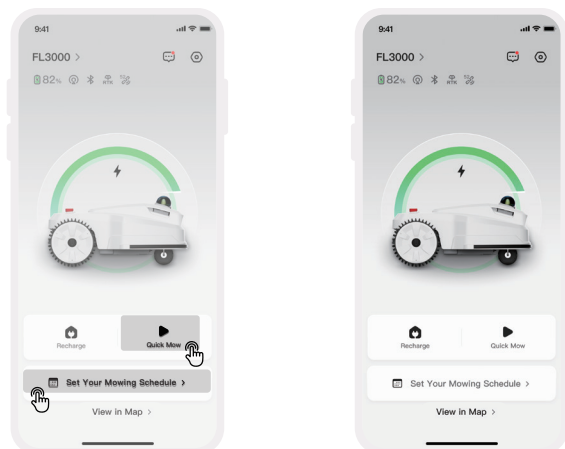 9:41
FL3000 >
82%
RTK
Recharge
Quick Mow
Set Your Mowing Schedule >
View in Map >
9:41
FL3000 >
82%
RTK
Recharge
Quick Mow
Set Your Mowing Schedule >
View in Map >